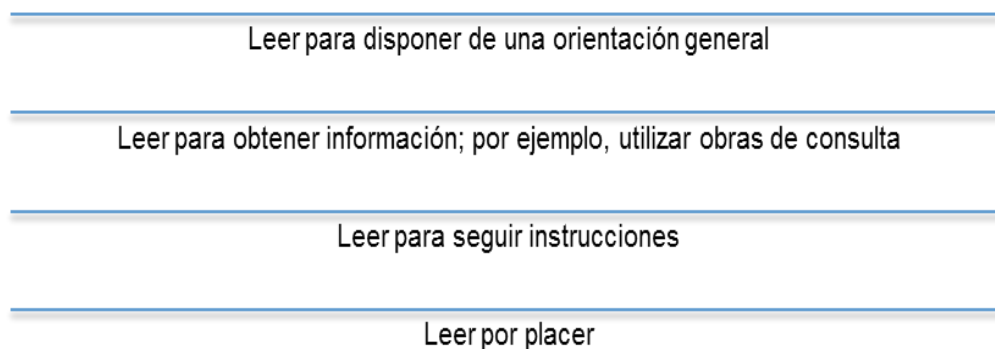 Leer para disponer de una orientación general
Leer para obtener información; por ejemplo, utilizar obras de consulta
Leer para seguir instrucciones
Leer por placer